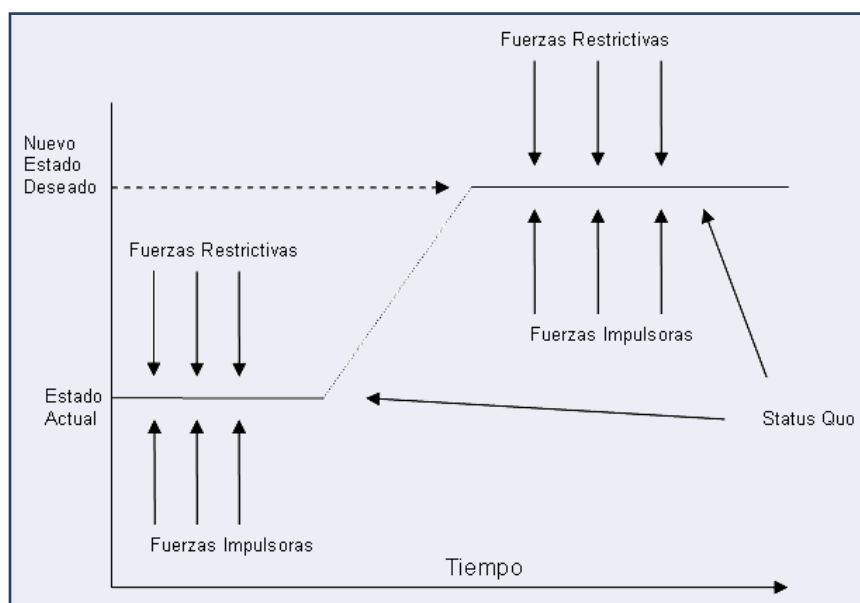 Fuerzas Restrictivas
Nuevo
Estado
Deseado
Fuerzas Restrictivas
Fuerzas Impulsoras
Estado
Actual
Status Quo
Fuerzas Impulsoras
Tiempo